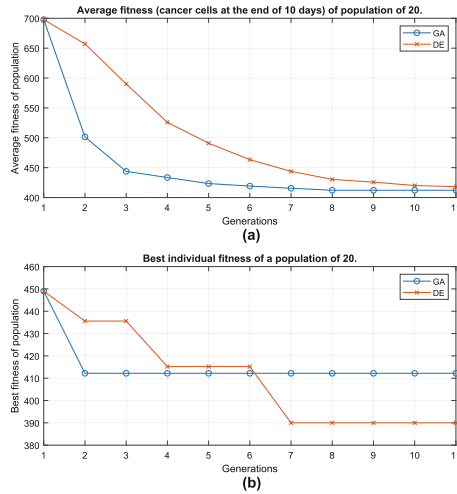 Average fitness (cancer cells at the end of 10 days) of population of 20.
700
650
600
550
500
450
400
Average fitness of population
GA
DE
1 2 3 4 5 6 7 8 9 10 1
Generations
(a)
Best individual fitness of a population of 20.
460
450
440
430
420
410
400
390
380
Best fitness of population
GA
DE
1 2 3 4 5 6 7 8 9 10 1
Generations
(b)